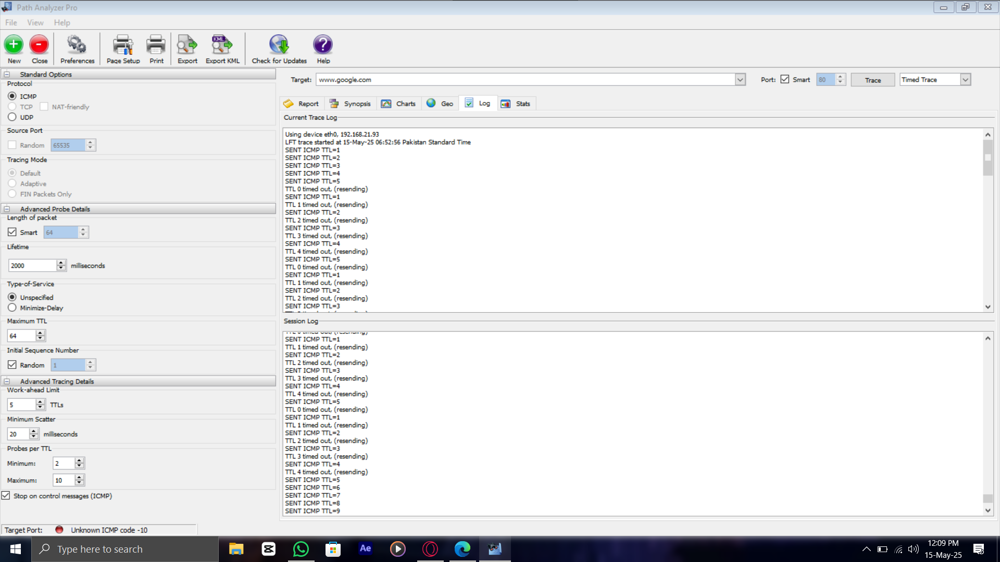 Path Analyzer Pro
File View Help
New Close Preferences Page Setup Print Export Export KML Check for Updates Help
KML
Standard Options
Protocol
ICMP
TCP NAT-friendly
UDP
Source Port
Random 65535
Tracing Mode
Default
Adaptive
FIN Packets Only
Advanced Probe Details
Length of packet
Smart 64
Lifetime
2000 milliseconds
Type-of-Service
Unspecified
Minimize-Delay
Maximum TTL
64
Initial Sequence Number
Random 1
Advanced Tracing Details
Work-ahead Limit
5 TTLs
Minimum Scatter
20 milliseconds
Probes per TTL
Minimum: 2
Maximum: 10
Stop on control messages (ICMP)
Target: www.google.com Port: Smart 80 Trace Timed Trace
Report Synopsis Charts Geo Log Stats
Current Trace Log
Using device eth0, 192.168.21.93
LFT trace started at 15-May-25 06:52:56 Pakistan Standard Time
SENT ICMP TTL=1
SENT ICMP TTL=2
SENT ICMP TTL=3
SENT ICMP TTL=4
SENT ICMP TTL=5
TTL 0 timed out, (resending)
SENT ICMP TTL=1
TTL 1 timed out, (resending)
SENT ICMP TTL=2
TTL 2 timed out, (resending)
SENT ICMP TTL=3
TTL 3 timed out, (resending)
SENT ICMP TTL=4
TTL 4 timed out, (resending)
SENT ICMP TTL=5
TTL 0 timed out, (resending)
SENT ICMP TTL=1
TTL 1 timed out, (resending)
SENT ICMP TTL=2
TTL 2 timed out, (resending)
SENT ICMP TTL=3
Session Log
TTL 0 timed out, (resending)
SENT ICMP TTL=1
TTL 1 timed out, (resending)
SENT ICMP TTL=2
TTL 2 timed out, (resending)
SENT ICMP TTL=3
TTL 3 timed out, (resending)
SENT ICMP TTL=4
TTL 4 timed out, (resending)
SENT ICMP TTL=5
TTL 0 timed out, (resending)
SENT ICMP TTL=1
TTL 1 timed out, (resending)
SENT ICMP TTL=2
TTL 2 timed out, (resending)
SENT ICMP TTL=3
TTL 3 timed out, (resending)
SENT ICMP TTL=4
TTL 4 timed out, (resending)
SENT ICMP TTL=5
SENT ICMP TTL=6
SENT ICMP TTL=7
SENT ICMP TTL=8
SENT ICMP TTL=9
Target Port: Unknown ICMP code -10
Type here to search
Ae
12:09 PM
15-May-25